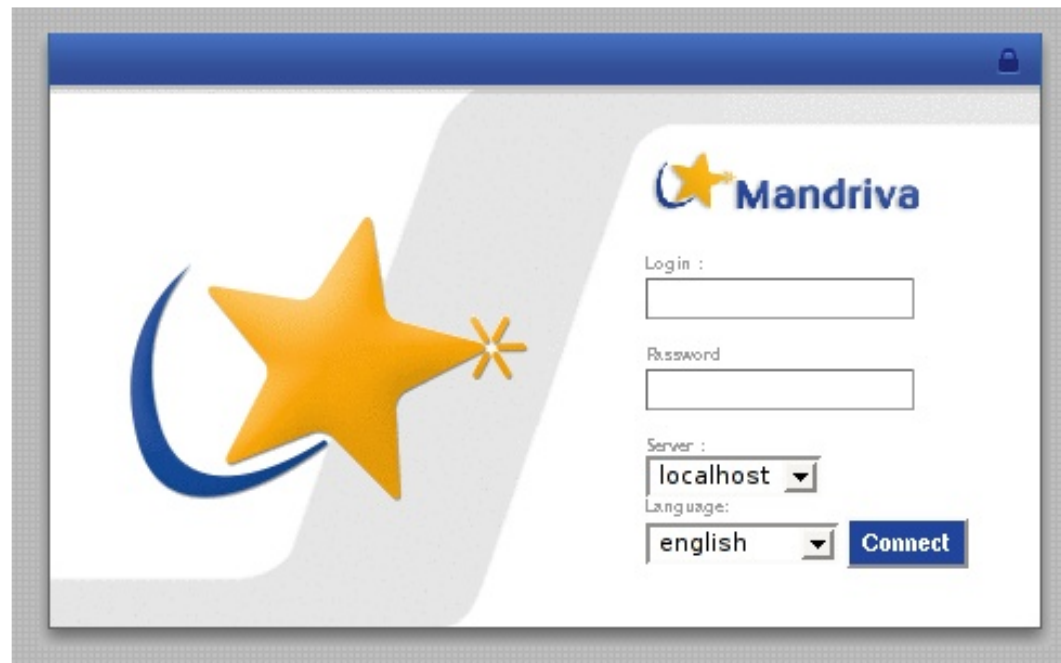 Mandriva
Login :
Password
Server :
localhost
Language:
english
Connect